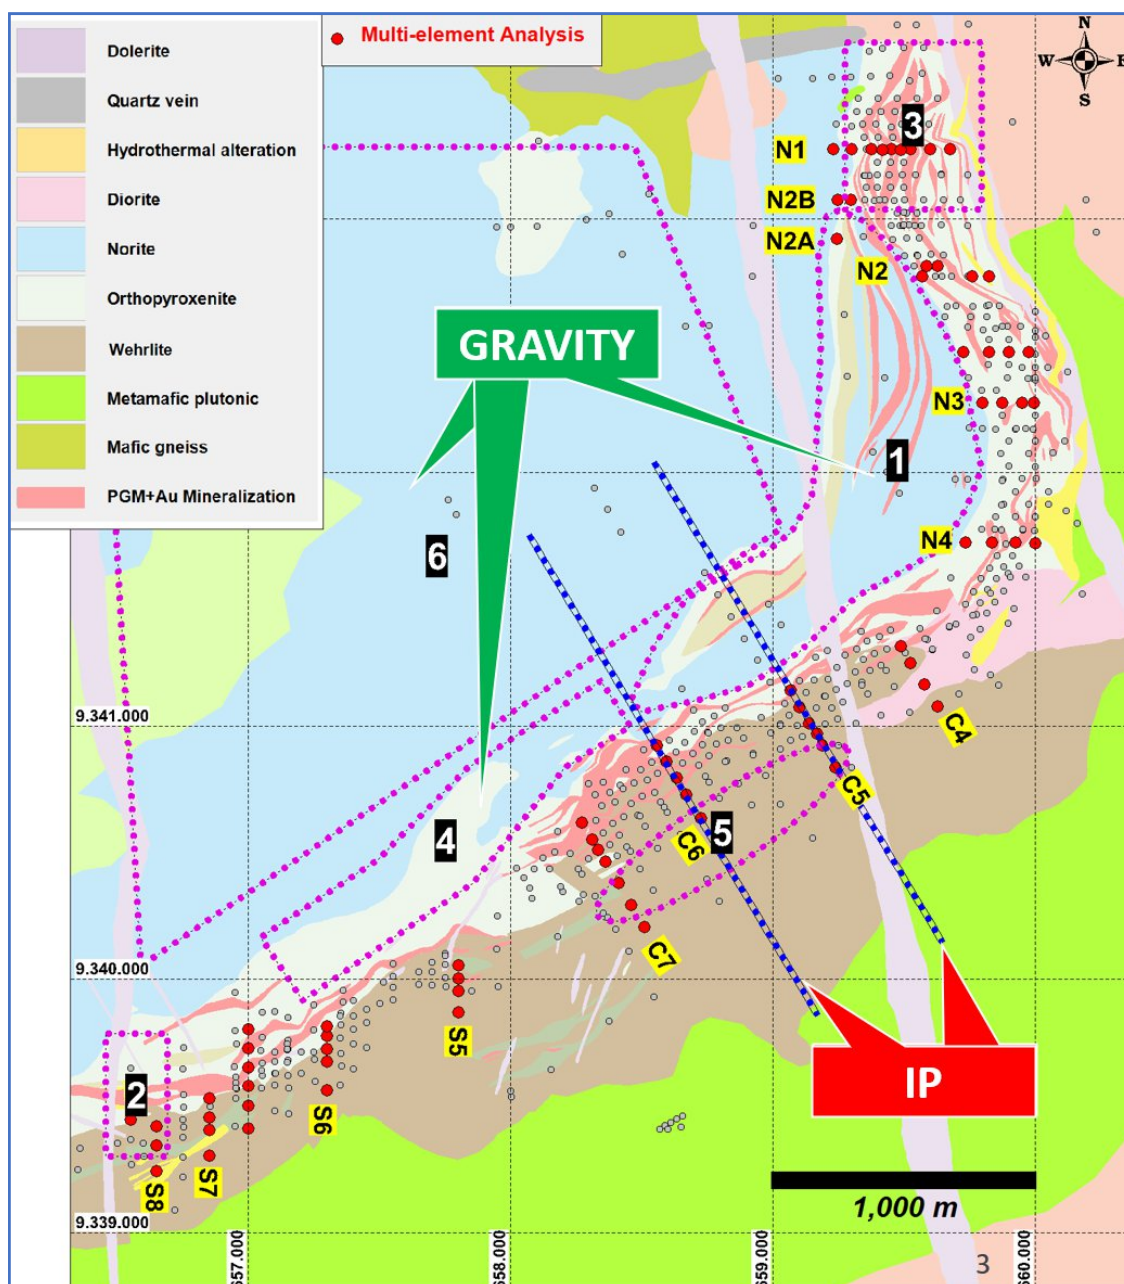 Dolerite
Quartz vein
Hydrothermal alteration
Diorite
Norite
Orthopyroxenite
Wehrlite
Metamafic plutonic
Mafic gneiss
PGM+Au Mineralization
Multi-element Analysis
N
W E
S
3
N1
N2B
N2A
N2
GRAVITY
N3
1
6
N4
9.341.000
C4
C5
4
5
C6
C7
9.340.000
S5
IP
2
S6
S7
S8
1,000 m
9.339.000
657.000
658.000
659.000
660.000
3